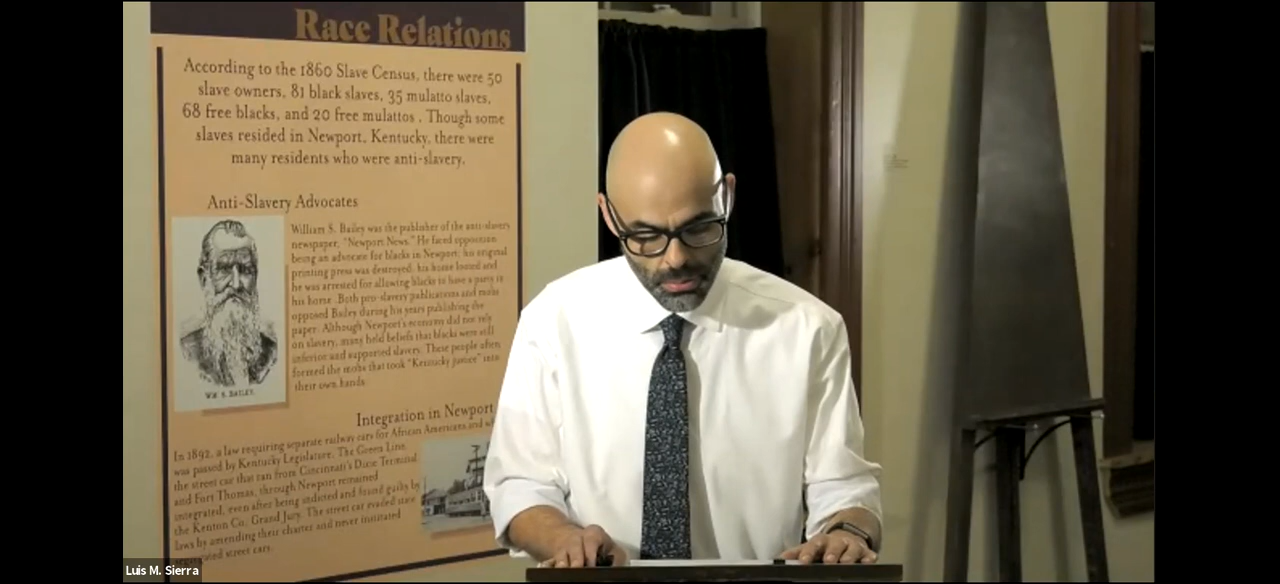 Race Relations
According to the 1860 Slave Census, there were 50
slave owners, 81 black slaves, 35 mulatto slaves,
68 free blacks, and 20 free mulattos . Though some
slaves resided in Newport, Kentucky, there were
many residents who were anti-slavery.
Anti-Slavery Advocates
William S. Bailey was the publisher of the anti-slavery
newspaper, "Newport News." He faced opposition
being an advocate for blacks in Newport; his original
printing press was destroyed, his home looted and
he was arrested for allowing blacks to have a party in
his home. Both pro-slavery publications and mobs
opposed Bailey during his years publishing the
paper. Although Newport's economy did not rely
on slavery, many held beliefs that blacks were still
inferior and supported slavery. These people often
formed the mobs that took "Kentucky justice" into
their own hands.
WM. S. BAILEY.
Integration in Newport
In 1892, a law requiring separate railway cars for African Americans and
was passed by Kentucky Legislature. The Green Line,
the street car that ran from Cincinnati's Dixie Terminal
and Fort Thomas, through Newport remained
integrated, even after being indicted and found guilty by
the Kenton Co. Grand Jury. The street car evaded state
laws by amending their charter and never instituted
street cars.
Luis M. Sierra